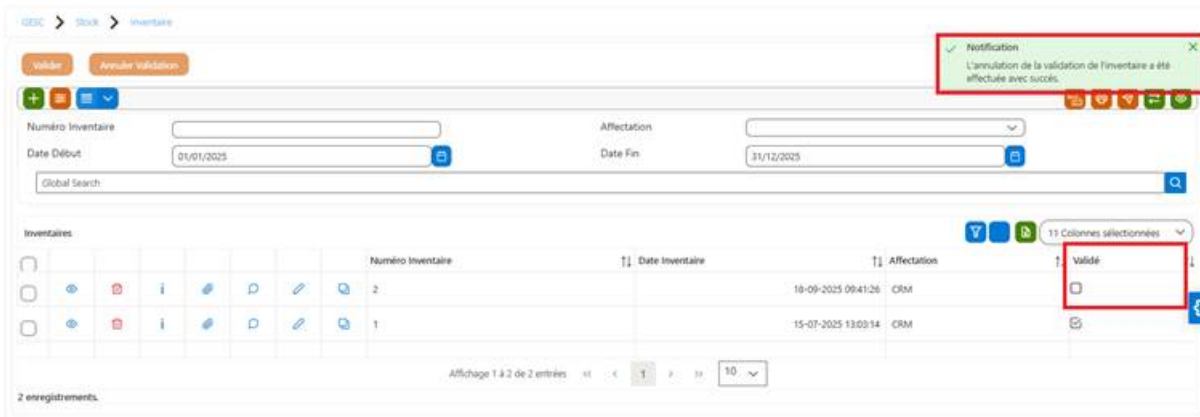 GESC > Stock > Inventaire
Notification
L'annulation de la validation de l'inventaire a été
effectuée avec succès.
Valider Annuler Validation
Numéro Inventaire Affectation
Date Début 01/01/2025 Date Fin 31/12/2025
Global Search
Inventaires 11 Colonnes sélectionnées
Numéro Inventaire Date Inventaire Affectation Validé
2 18-09-2025 09:41:26 CRM
1 15-07-2025 13:03:14 CRM
Affichage 1 à 2 de 2 entrées << < 1 > >> 10
2 enregistrements.